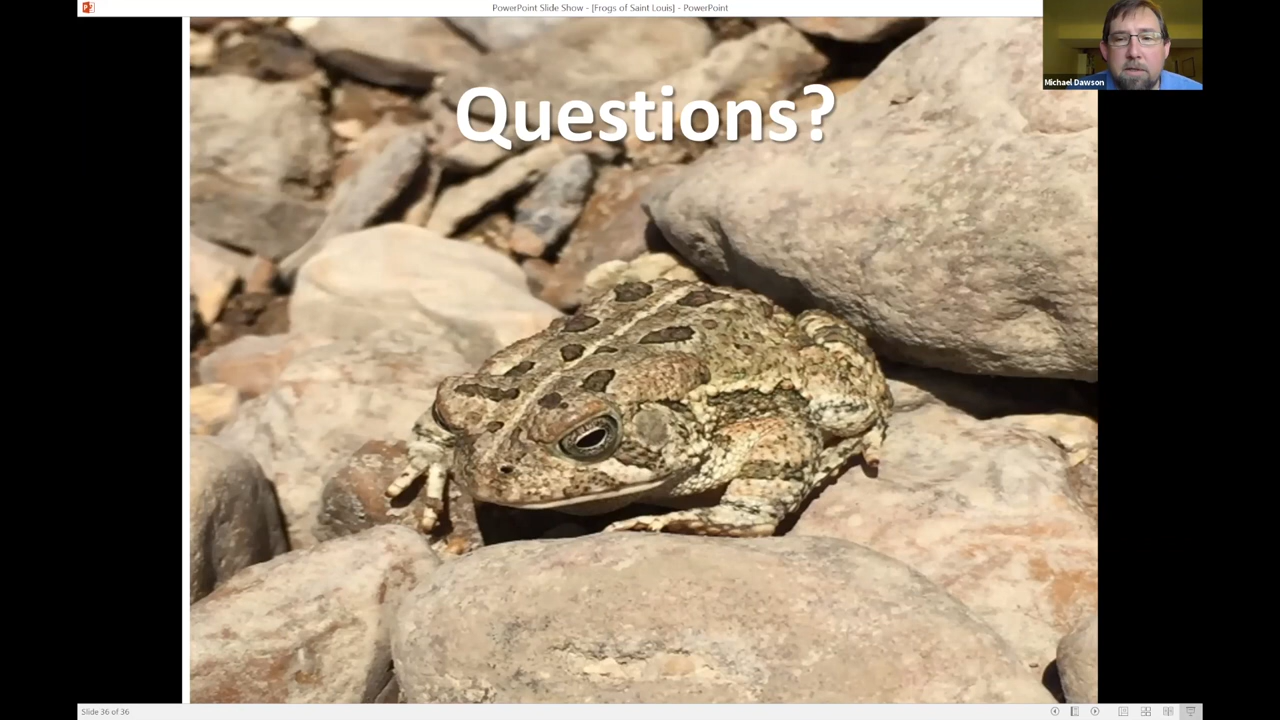 PowerPoint Slide Show - [Frogs of Saint Louis] - PowerPoint
Questions?
Michael Dawson
Slide 36 of 36